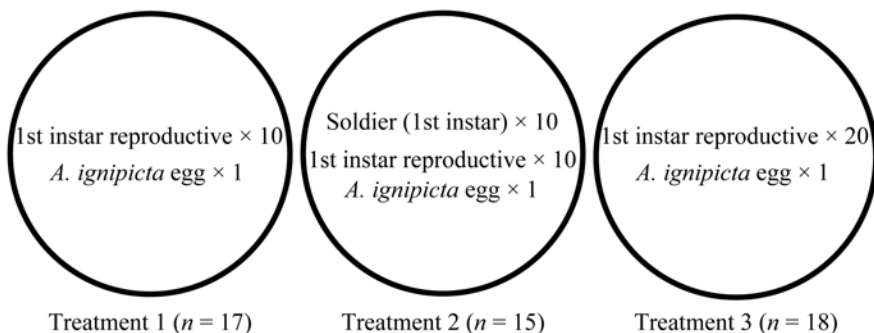 1st instar reproductive × 10
A. ignipicta egg × 1
Soldier (1st instar) × 10
1st instar reproductive × 10
A. ignipicta egg × 1
1st instar reproductive × 20
A. ignipicta egg × 1
Treatment 1 (n = 17)
Treatment 2 (n = 15)
Treatment 3 (n = 18)